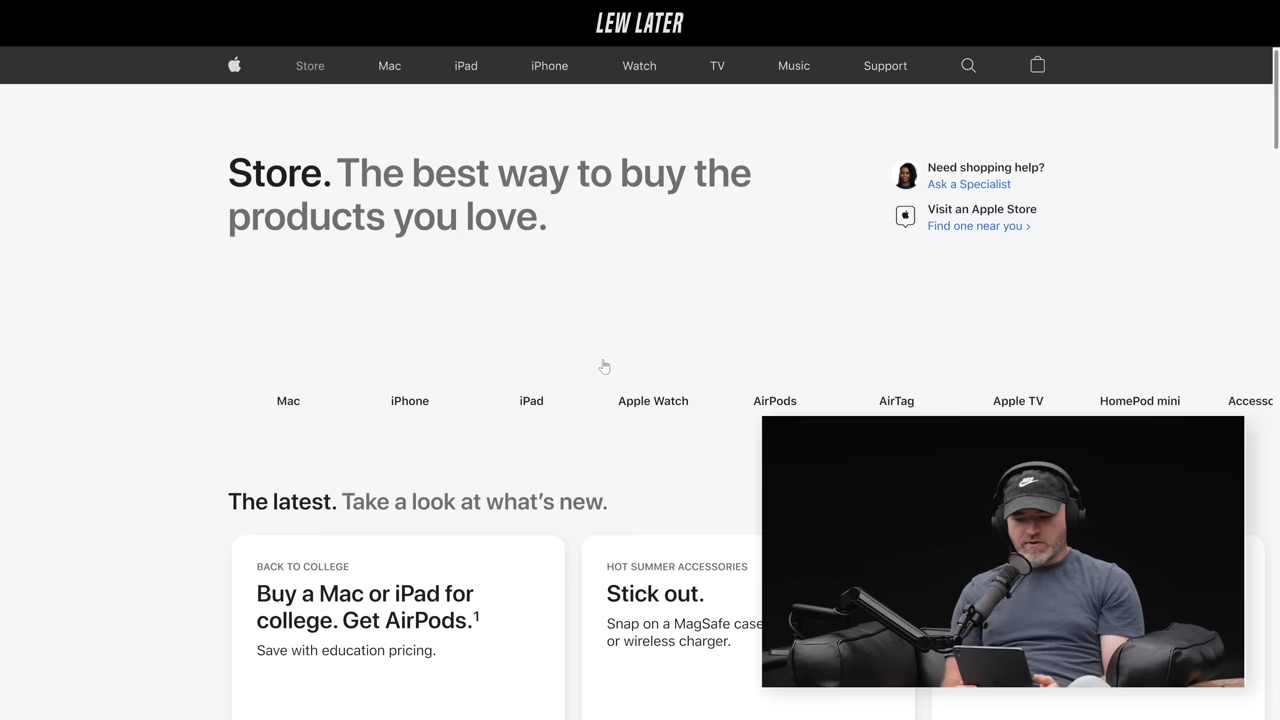 LEW LATER
Store Mac iPad iPhone Watch TV Music Support
Store. The best way to buy the
products you love.
Need shopping help?
Ask a Specialist
Visit an Apple Store
Find one near you ›
Mac iPhone iPad Apple Watch AirPods AirTag Apple TV HomePod mini Accesso
The latest. Take a look at what’s new.
BACK TO COLLEGE
Buy a Mac or iPad for
college. Get AirPods.¹
Save with education pricing.
HOT SUMMER ACCESSORIES
Stick out.
Snap on a MagSafe case
or wireless charger.